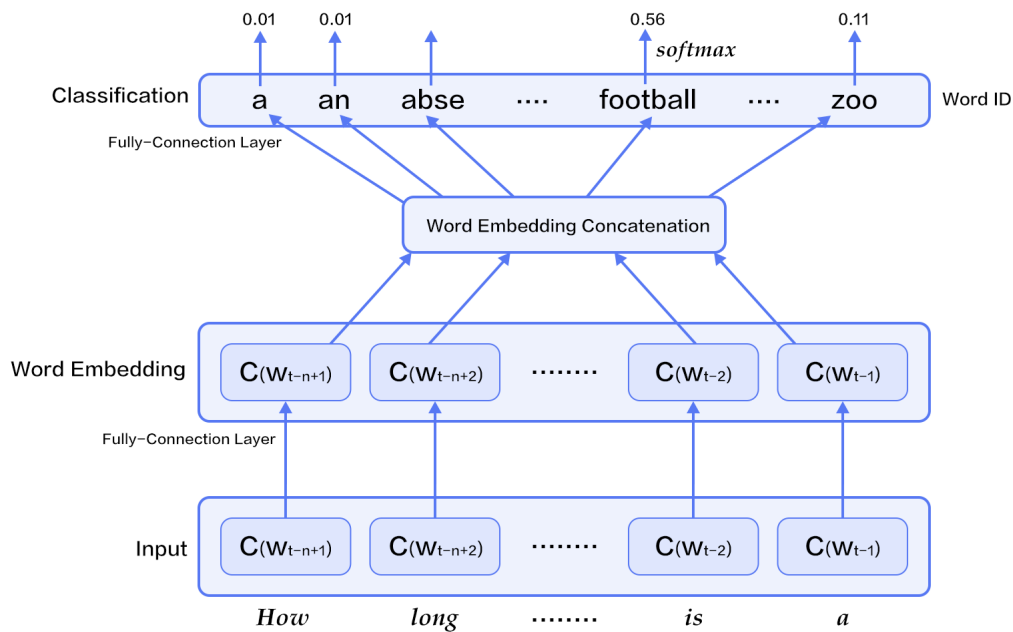 0.01 0.01 0.56 0.11
softmax
Classification a an abse .... football .... zoo Word ID
Fully-Connection Layer
Word Embedding Concatenation
Word Embedding C(wt-n+1) C(wt-n+2) ........ C(wt-2) C(wt-1)
Fully-Connection Layer
Input C(wt-n+1) C(wt-n+2) ........ C(wt-2) C(wt-1)
How long ........ is a